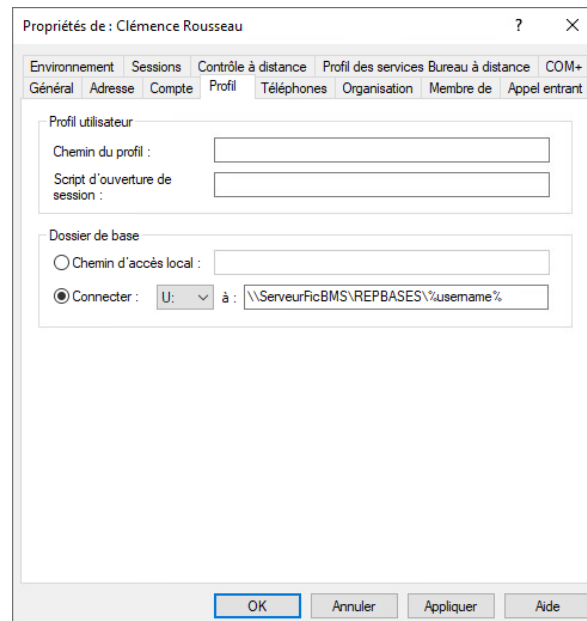 Propriétés de : Clémence Rousseau ? ×
Environnement Sessions Contrôle à distance Profil des services Bureau à distance COM+
Général Adresse Compte Profil Téléphones Organisation Membre de Appel entrant
Profil utilisateur
Chemin du profil :
Script d'ouverture de
session :
Dossier de base
Chemin d'accès local :
Connecter : U: à : \\ServeurFicBMS\REPBASES\%username%
OK Annuler Appliquer Aide